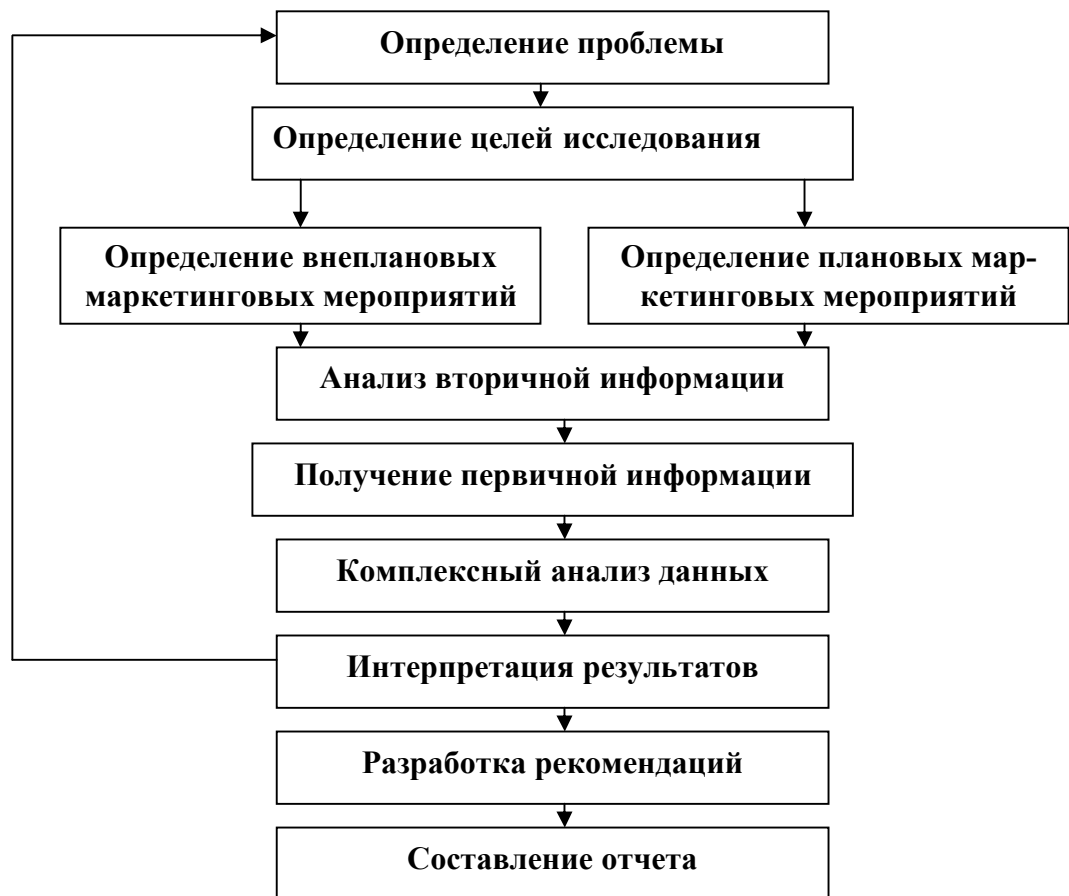 Определение проблемы
Определение целей исследования
Определение внеплановых
маркетинговых мероприятий
Определение плановых мар-
кетинговых мероприятий
Анализ вторичной информации
Получение первичной информации
Комплексный анализ данных
Интерпретация результатов
Разработка рекомендаций
Составление отчета